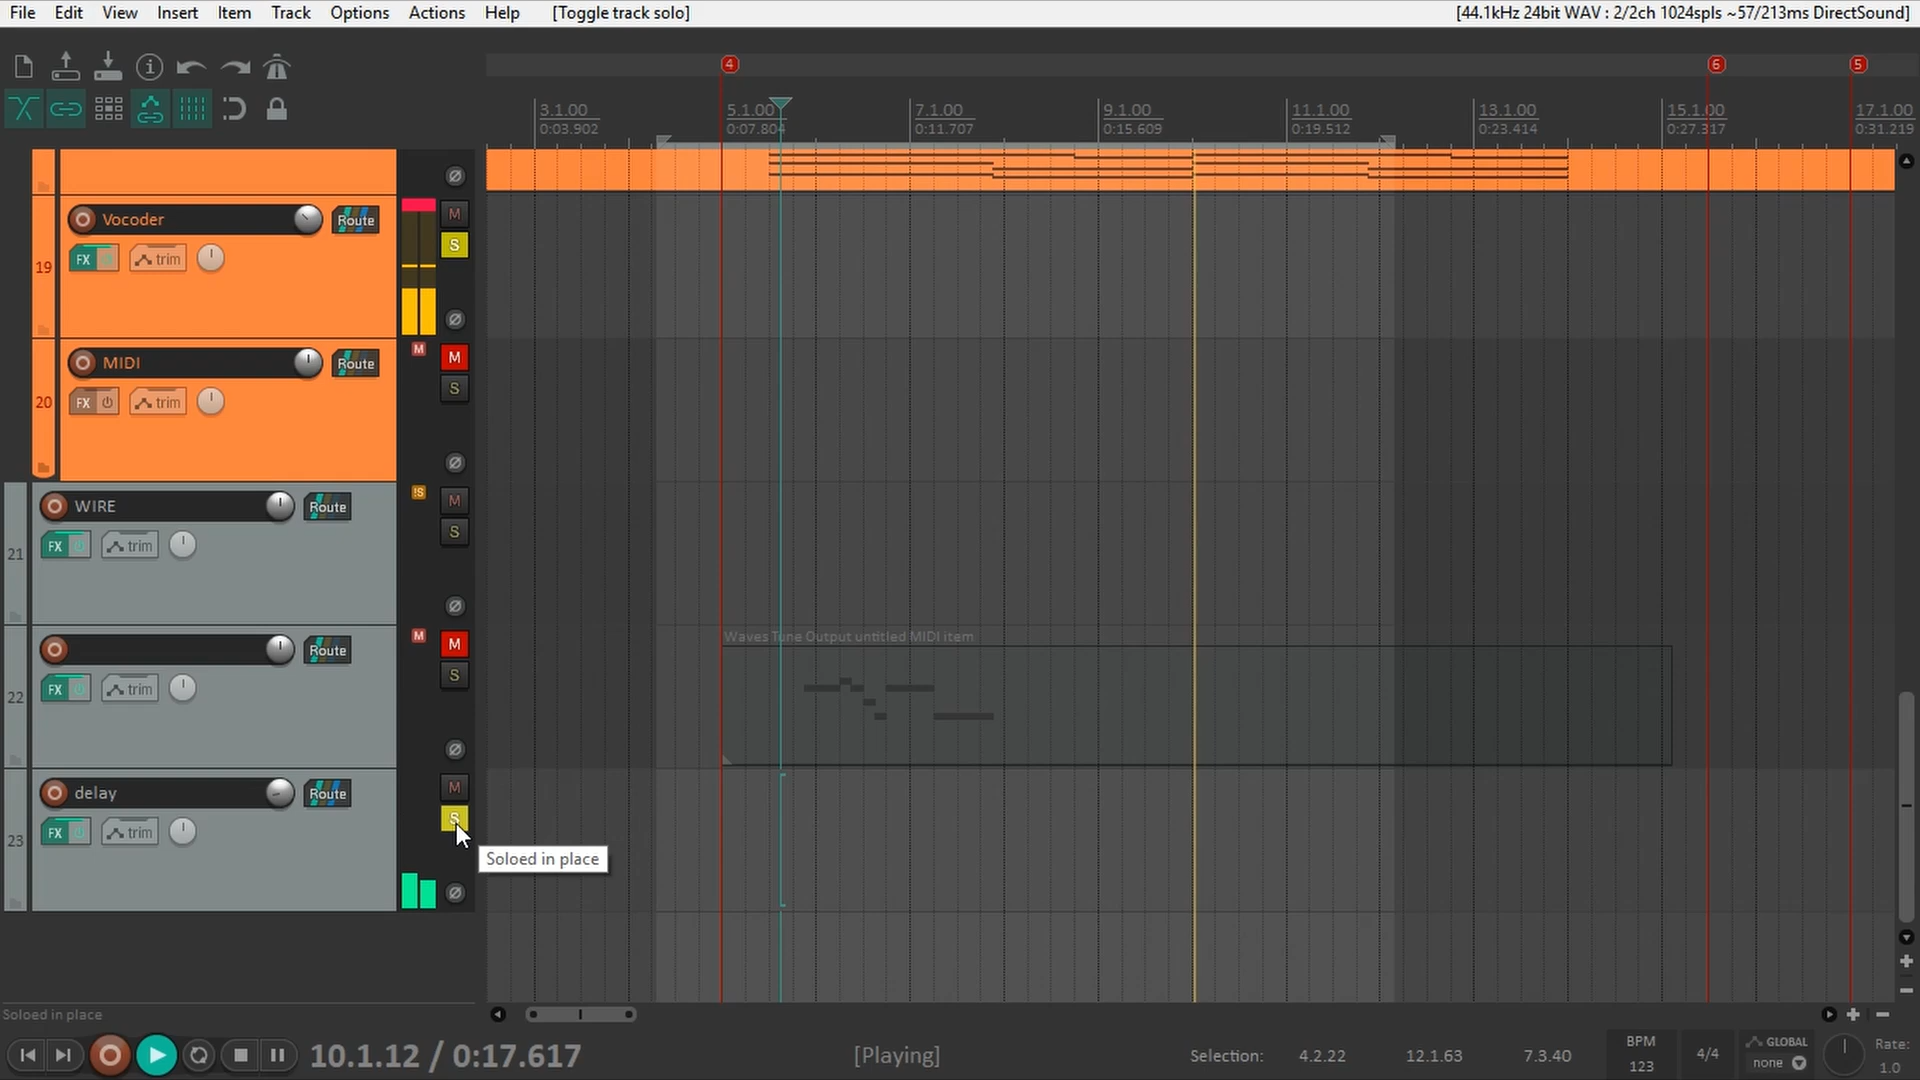 File Edit View Insert Item Track Options Actions Help [Toggle track solo] [44.1kHz 24bit WAV : 2/2ch 1024spls ~57/213ms DirectSound]
4 6 5
3.1.00 5.1.00 7.1.00 9.1.00 11.1.00 13.1.00 15.1.00 17.1.00
0:03.902 0:07.804 0:11.707 0:15.609 0:19.512 0:23.414 0:27.317 0:31.219
Vocoder Route M
S
19 FX trim
MIDI Route M M
20 FX trim S
WIRE Route !S M
21 FX trim S
Waves Tune Output untitled MIDI item
Route M M
22 FX trim S
delay Route M
23 FX trim S
Soloed in place
Soloed in place
10.1.12 / 0:17.617 [Playing] Selection: 4.2.22 12.1.63 7.3.40 BPM 123 4/4 GLOBAL none Rate: 1.0